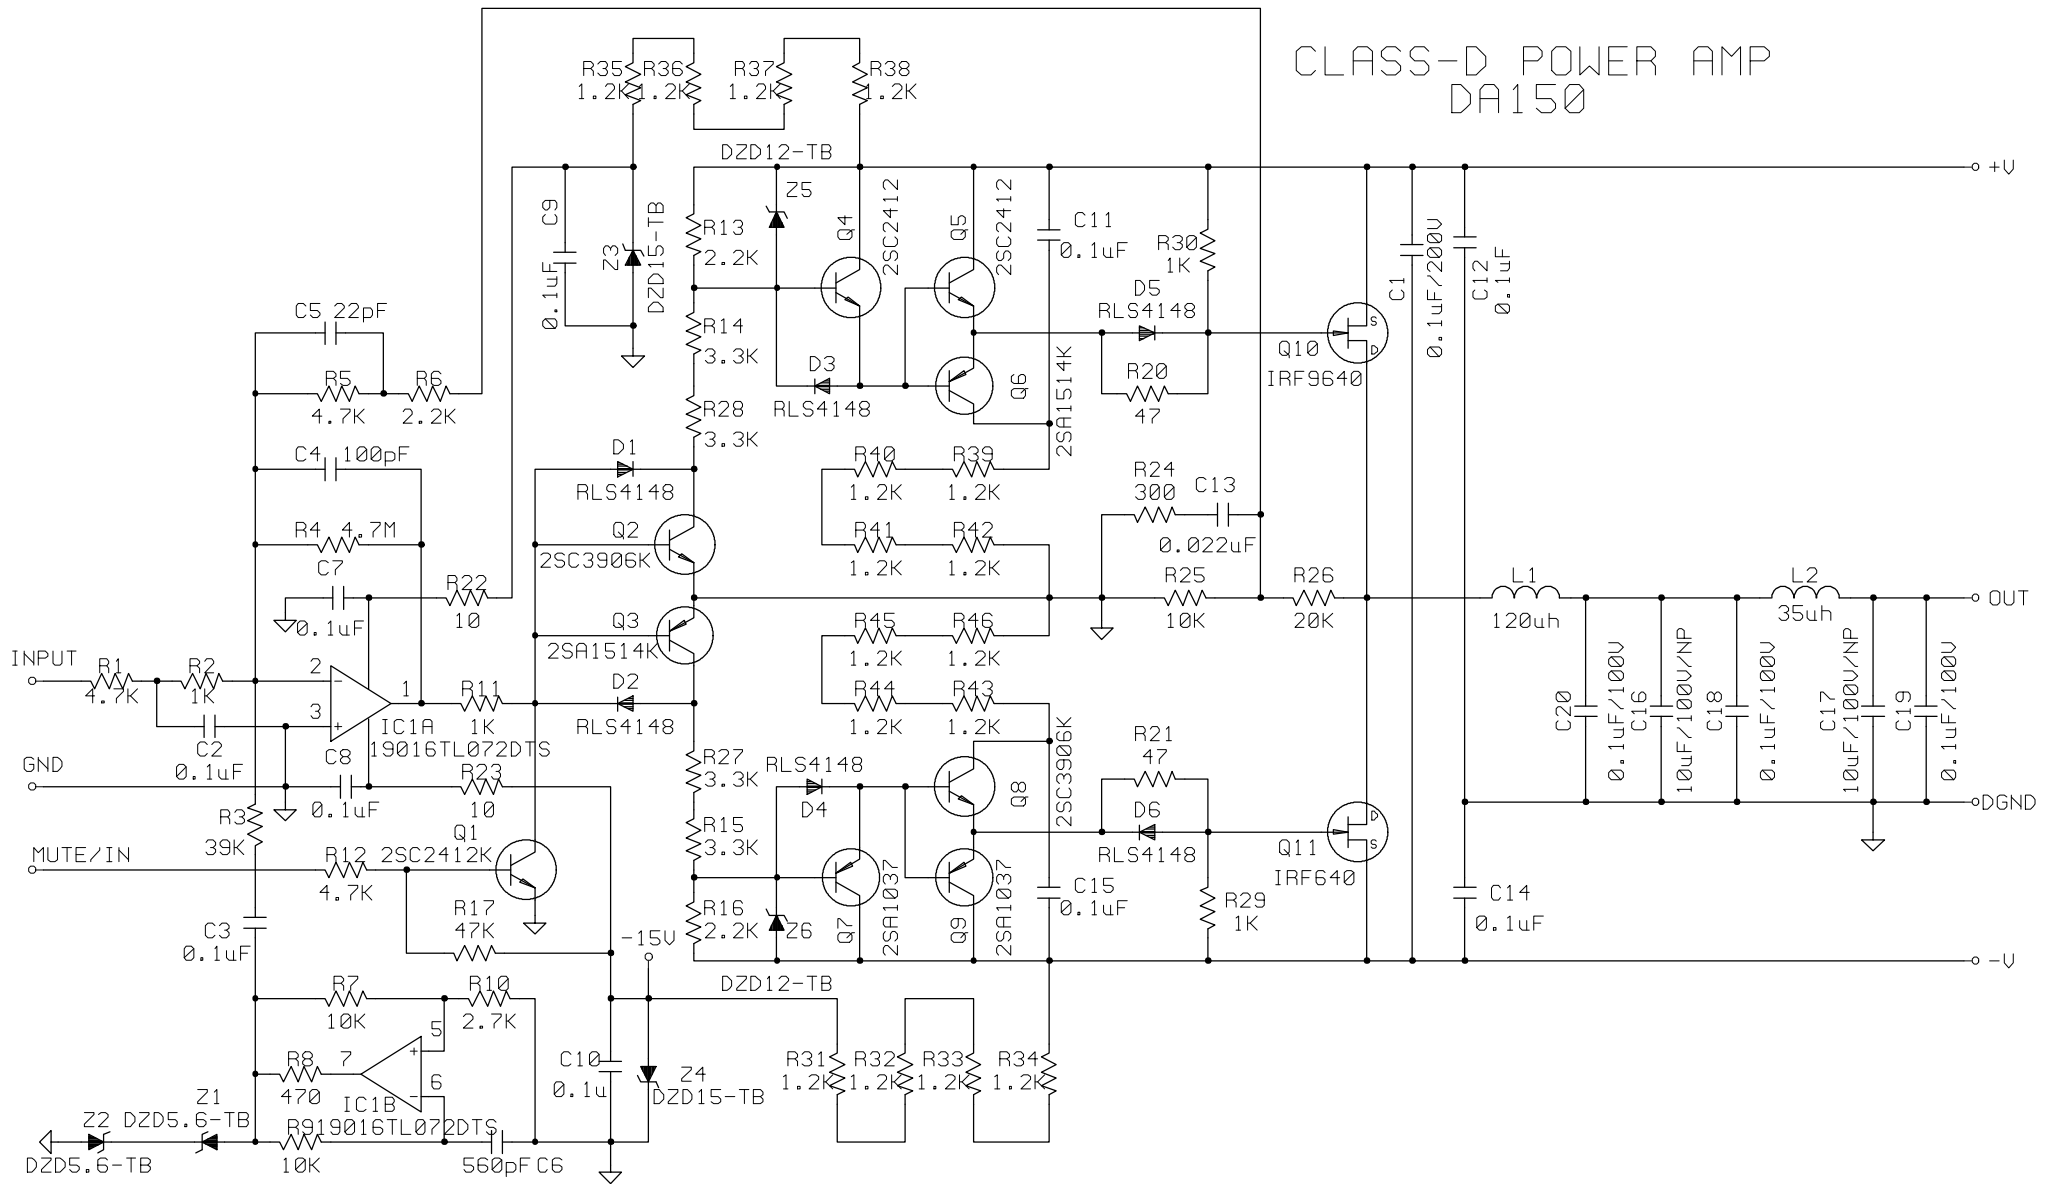 CLASS-D POWER AMP
DA150
R35
1.2K
R36
1.2K
R37
1.2K
R38
1.2K
DZD12-TB
+V
Z5
Q4
2SC2412
Q5
2SC2412
C9
0.1uF
Z3
DZD15-TB
R13
2.2K
C11
0.1uF
R30
1K
C1
0.1uF/200V
C12
0.1uF
C5 22pF
R14
3.3K
D5
RLS4148
S
D
Q10
IRF9640
R5
4.7K
R6
2.2K
D3
RLS4148
Q6
2SA1514K
R20
47
R28
3.3K
C4 100pF
D1
RLS4148
R40
1.2K
R39
1.2K
R24
300
C13
0.022uF
R4 4.7M
Q2
2SC3906K
R41
1.2K
R42
1.2K
C7
0.1uF
R22
10
R25
10K
R26
20K
L1
120uh
L2
35uh
OUT
Q3
2SA1514K
R45
1.2K
R46
1.2K
INPUT
R1
4.7K
R2
1K
2
3
1
-
+
IC1A
19016TL072DTS
R11
1K
D2
RLS4148
R44
1.2K
R43
1.2K
C20
0.1uF/100V
C16
10uF/100V/NP
C18
0.1uF/100V
C17
10uF/100V/NP
C19
0.1uF/100V
C2
0.1uF
GND
C8
0.1uF
R23
10
R27
3.3K
RLS4148
D4
Q8
2SC3906K
R21
47
D6
RLS4148
D
S
Q11
IRF640
DGND
R3
39K
MUTE/IN
R12
4.7K
Q1
2SC2412K
R15
3.3K
R17
47K
R16
2.2K
Z6
Q7
2SA1037
Q9
2SA1037
C15
0.1uF
R29
1K
C14
0.1uF
C3
0.1uF
-15V
-V
DZD12-TB
R7
10K
R10
2.7K
5
7
6
+
-
R8
470
IC1B
19016TL072DTS
C10
0.1u
Z4
DZD15-TB
R31
1.2K
R32
1.2K
R33
1.2K
R34
1.2K
Z1
DZD5.6-TB
Z2
DZD5.6-TB
R9
10K
560pF C6